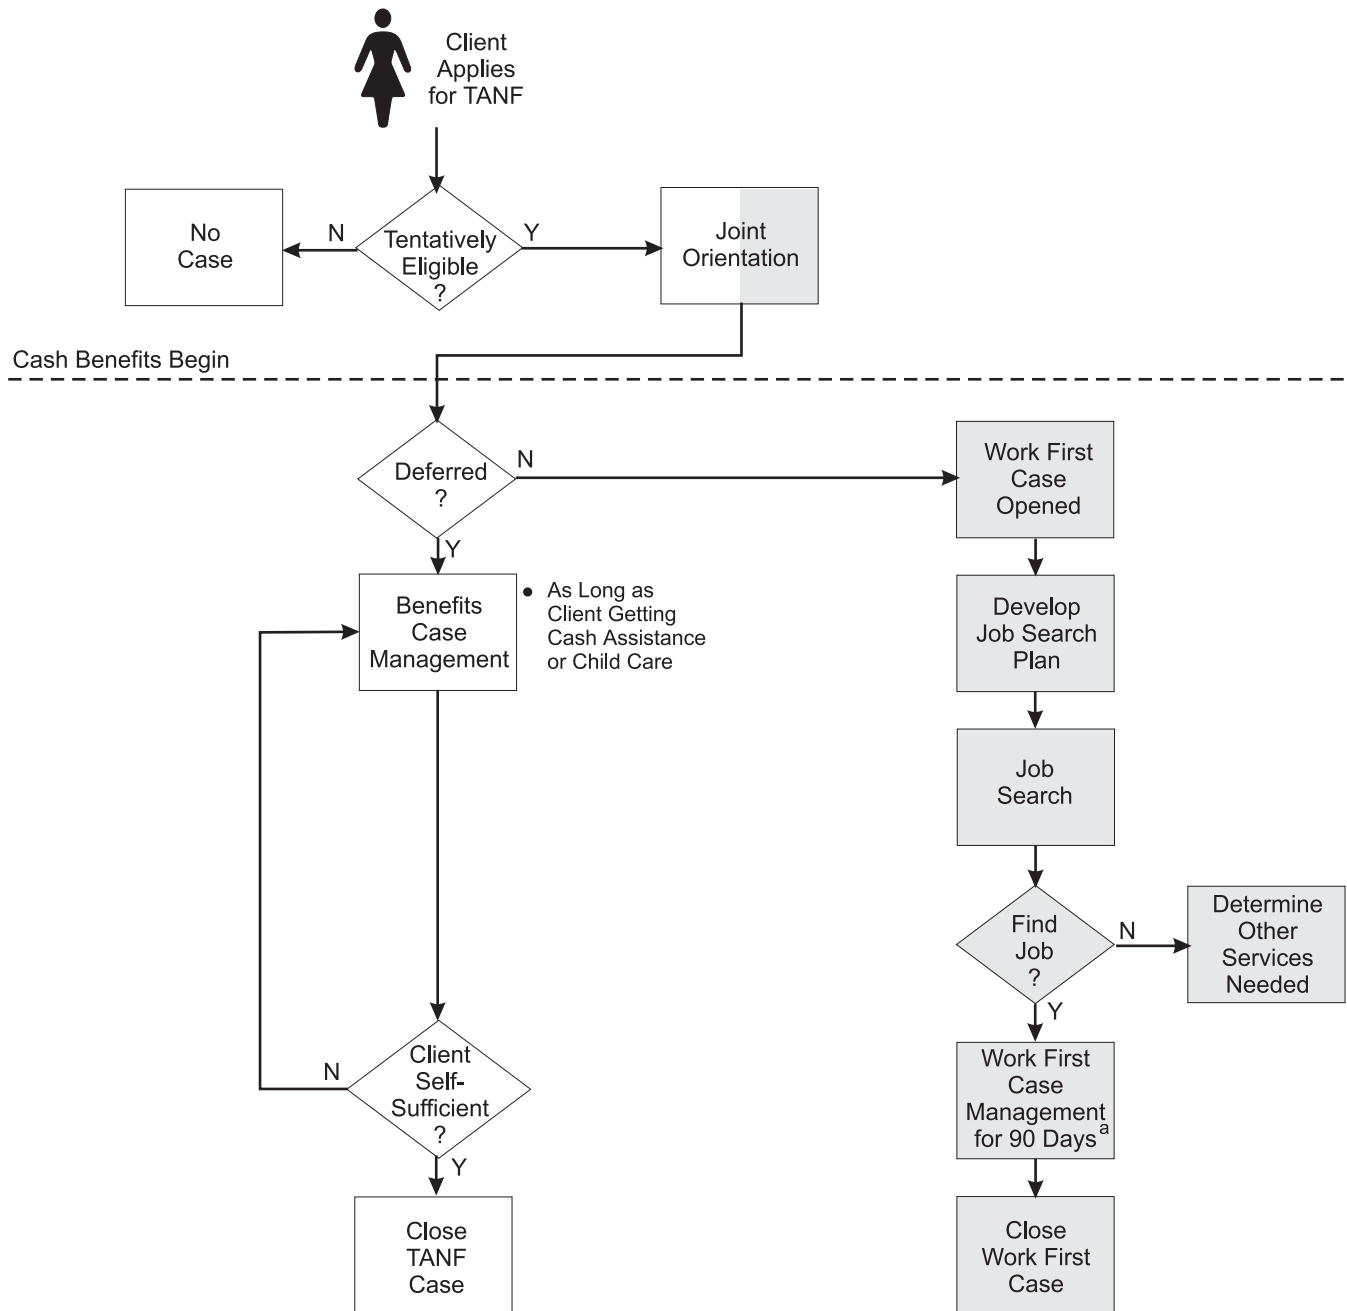 Client
Applies
for TANF
No
Case
N
Tentatively
Eligible
?
Y
Joint
Orientation
Cash Benefits Begin
Deferred
?
N
Work First
Case
Opened
Y
Benefits
Case
Management
• As Long as
Client Getting
Cash Assistance
or Child Care
Develop
Job Search
Plan
Job
Search
Find
Job
?
N
Determine
Other
Services
Needed
Y
Client
Self-
Sufficient
?
N
Work First
Case
Management
for 90 Days a
Y
Close
TANF
Case
Close
Work First
Case